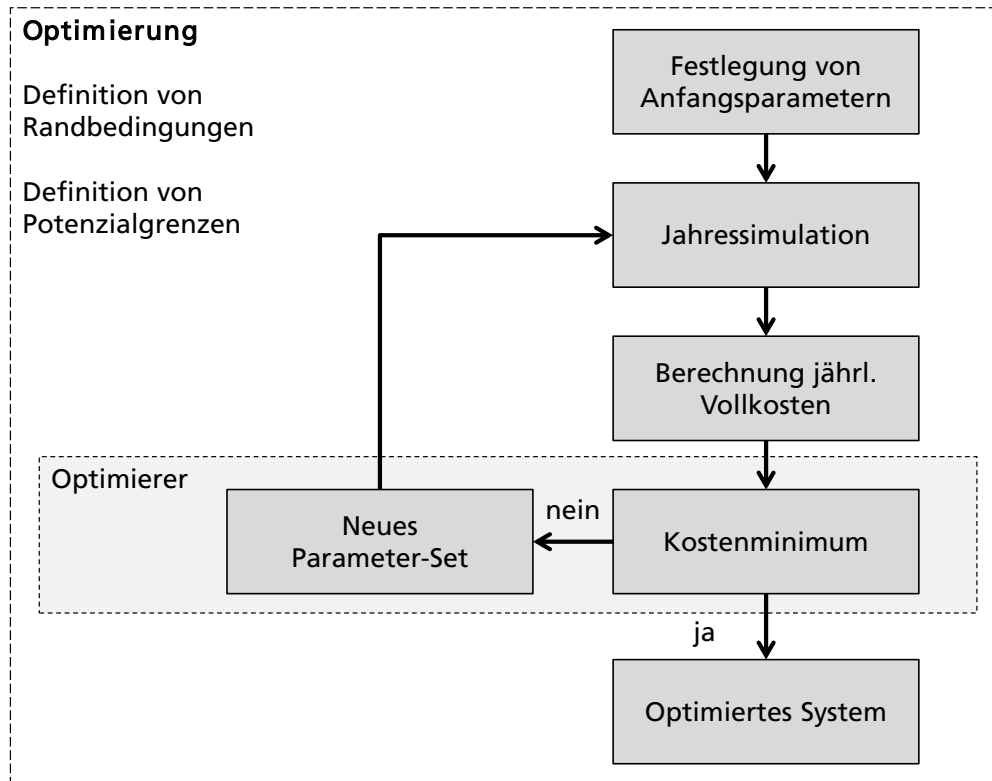 Optimierung
Definition von
Randbedingungen
Definition von
Potenzialgrenzen
Festlegung von
Anfangsparametern
Jahressimulation
Berechnung jährl.
Vollkosten
Optimierer
Neues
Parameter-Set
nein
Kostenminimum
ja
Optimiertes System